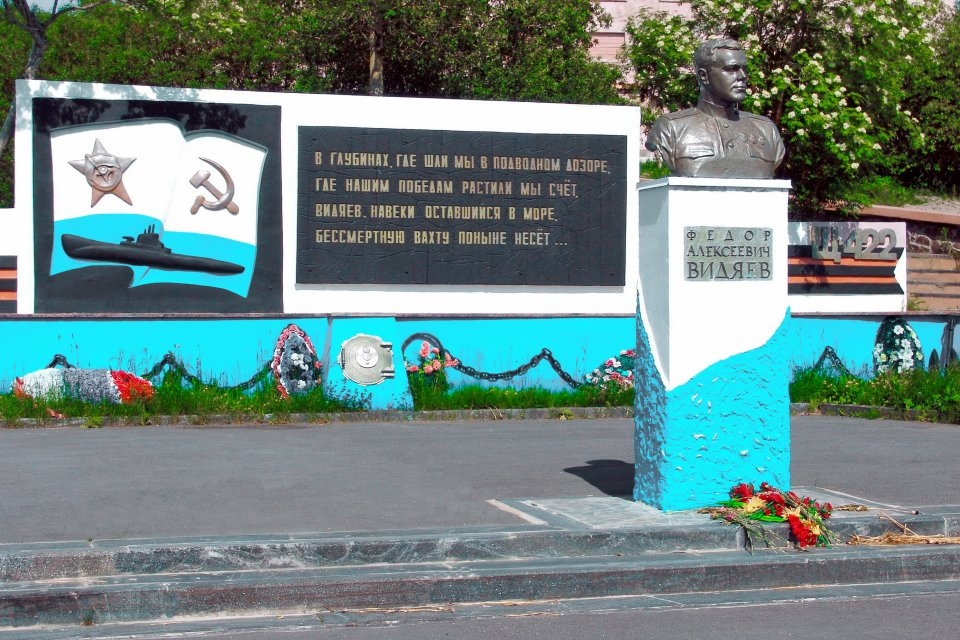 В ГЛУБИНАХ, ГДЕ ШЛИ МЫ В ПОДВОДНОМ ДОЗОРЕ,
ГДЕ НАШИМ ПОБЕДАМ РАСТИЛИ МЫ СЧЁТ,
ВИДЯЕВ, НАВЕКИ ОСТАВШИЙСЯ В МОРЕ,
БЕССМЕРТНУЮ ВАХТУ ПОНЫНЕ НЕСЁТ...
ФЕДОР
АЛЕКСЕЕВИЧ
ВИДЯЕВ
Щ-422